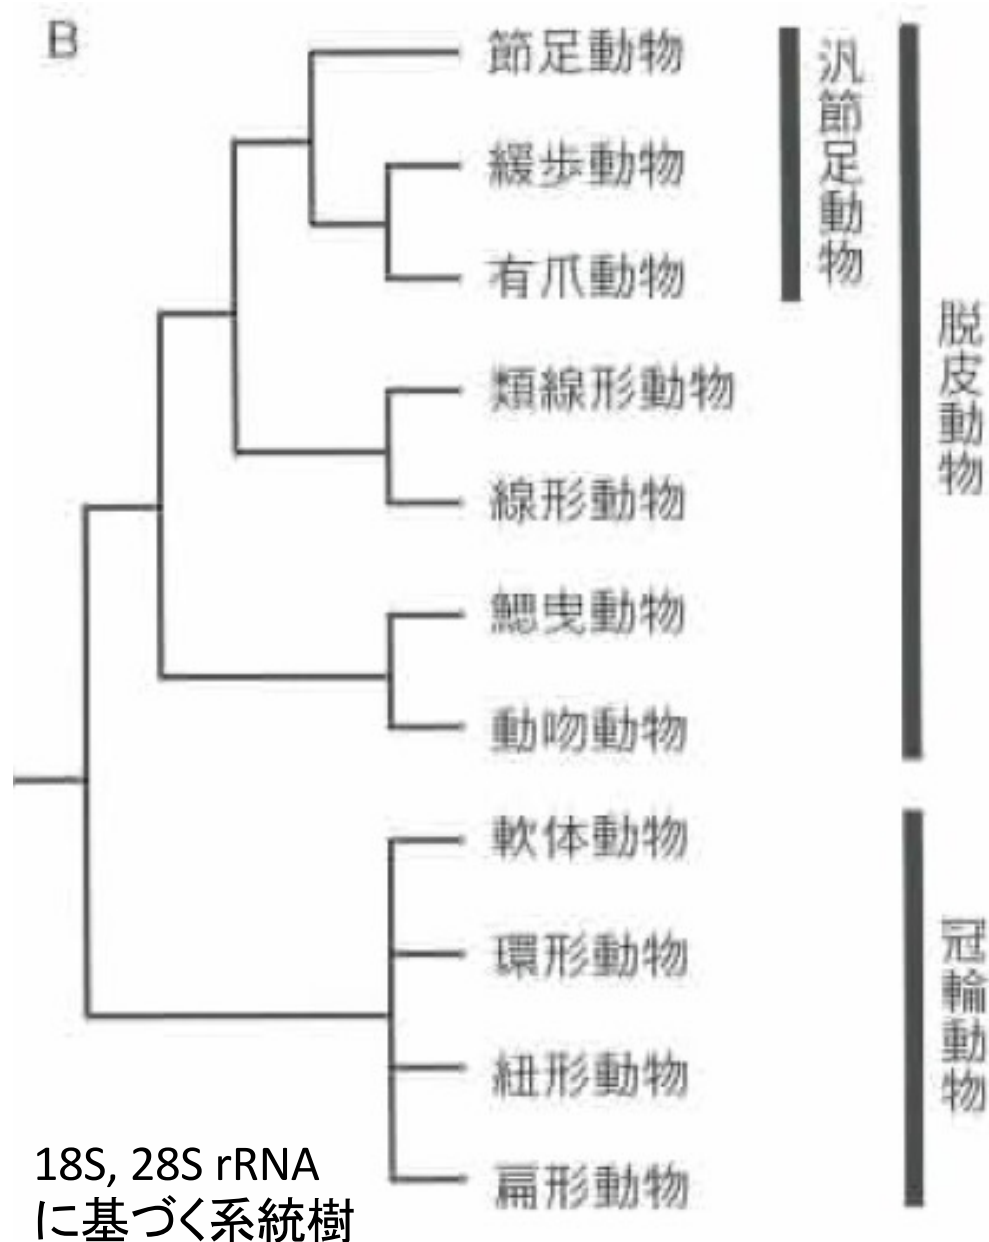 B
節足動物
緩歩動物
有爪動物
類線形動物
線形動物
鰓曳動物
動吻動物
軟体動物
環形動物
紐形動物
扁形動物
汎節足動物
脱皮動物
冠輪動物
18S, 28S rRNA
に基づく系統樹